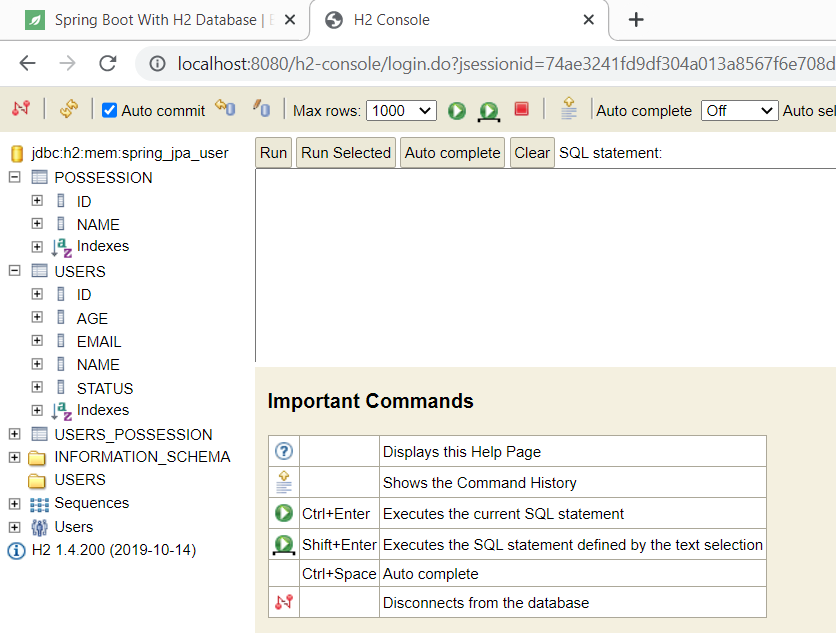 Spring Boot With H2 Database |
H2 Console
localhost:8080/h2-console/login.do?jsessionid=74ae3241fd9df304a013a8567f6e708d
Auto commit
Max rows: 1000
Auto complete Off
Auto sel
jdbc:h2:mem:spring_jpa_user
POSSESSION
ID
NAME
Indexes
USERS
ID
AGE
EMAIL
NAME
STATUS
Indexes
USERS_POSSESSION
INFORMATION_SCHEMA
USERS
Sequences
Users
H2 1.4.200 (2019-10-14)
Run Run Selected Auto complete Clear SQL statement:
Important Commands
Displays this Help Page
Shows the Command History
Ctrl+Enter Executes the current SQL statement
Shift+Enter Executes the SQL statement defined by the text selection
Ctrl+Space Auto complete
Disconnects from the database